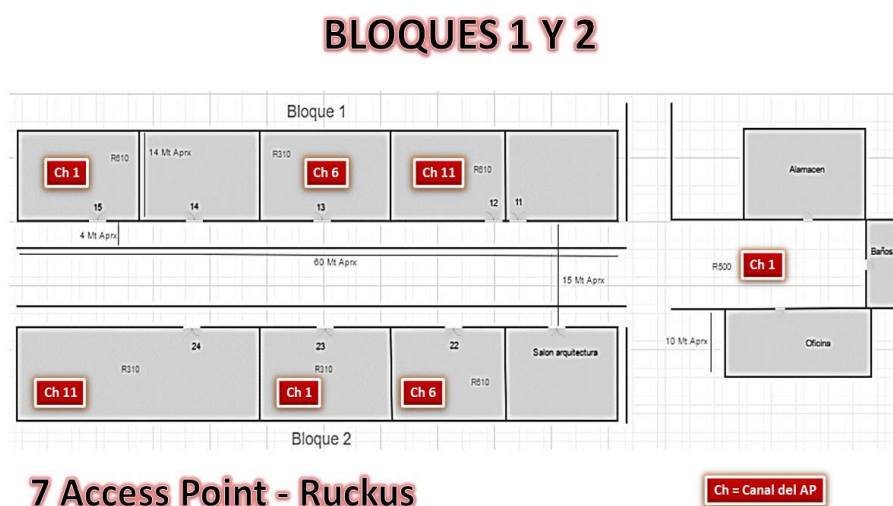 BLOQUES 1 Y 2
Bloque 1
Ch 1
R610
14 Mt Aprx
R310
Ch 6
Ch 11
R610
Alamacen
15
14
13
12
11
4 Mt Aprx
60 Mt Aprx
15 Mt Aprx
R500
Ch 1
Baños
24
23
22
Salon arquitectura
10 Mt Aprx
Oficina
R310
R310
R610
Ch 11
Ch 1
Ch 6
Bloque 2
7 Access Point - Ruckus
Ch = Canal del AP